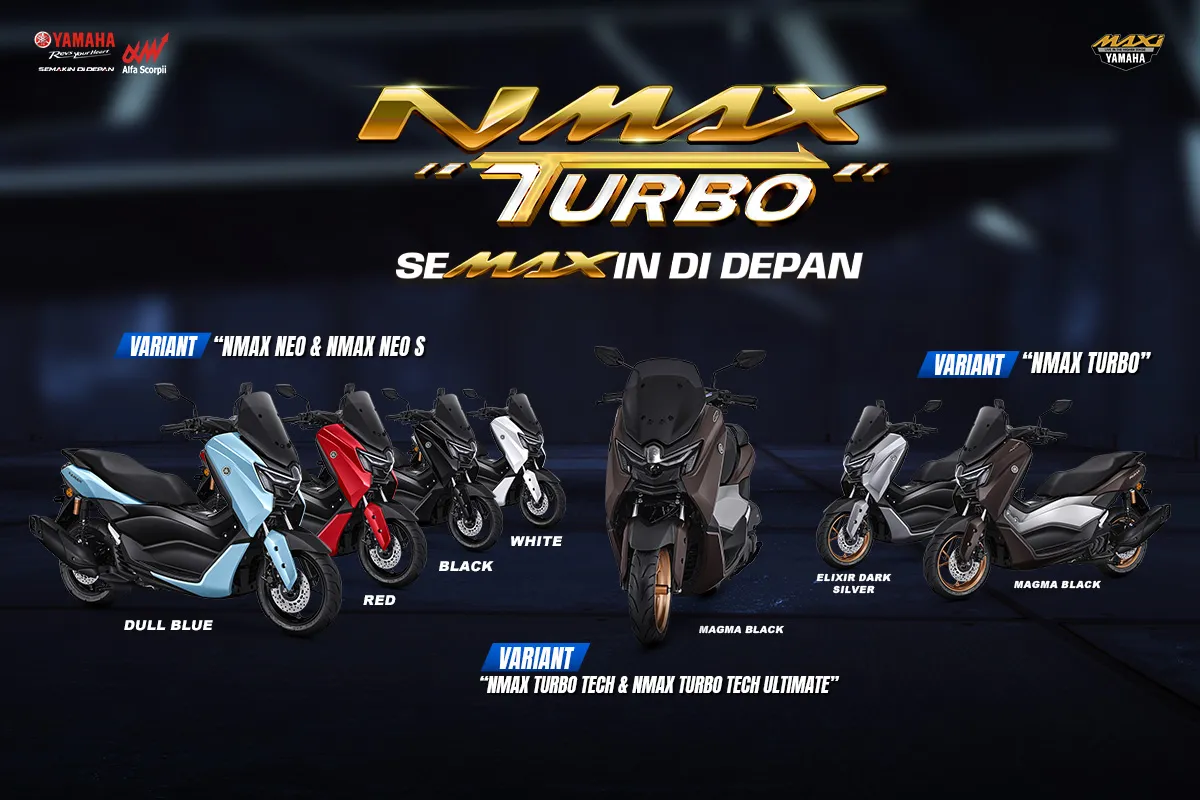 YAMAHA
Revs your Heart
SEMAKIN DI DEPAN
Alfa Scorpii
MAXi
YAMAHA
NMAX
"TURBO"
SEMAXIN DI DEPAN
VARIANT "NMAX NEO & NMAX NEO S
VARIANT "NMAX TURBO"
DULL BLUE
RED
BLACK
WHITE
MAGMA BLACK
ELIXIR DARK
SILVER
MAGMA BLACK
VARIANT
"NMAX TURBO TECH & NMAX TURBO TECH ULTIMATE"